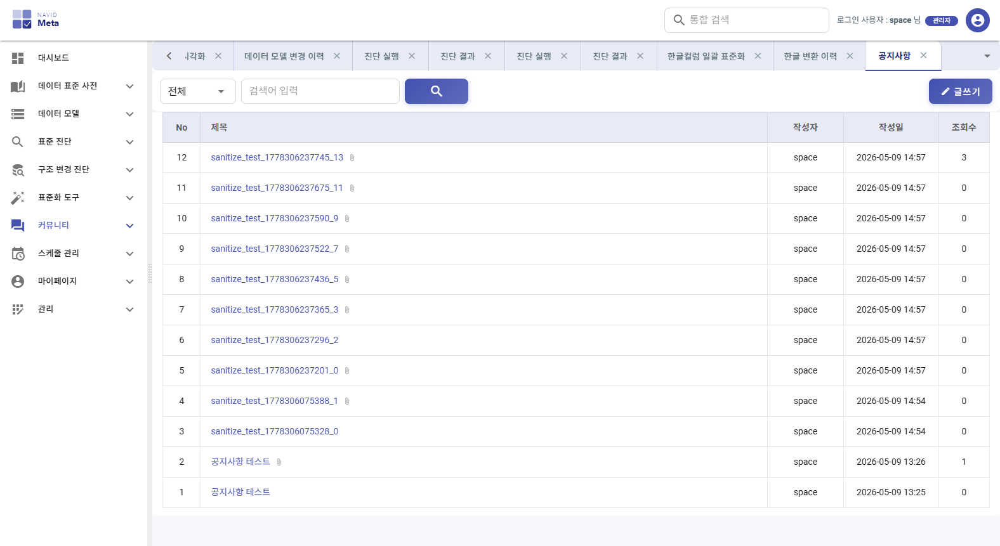 NAVID
Meta
통합 검색
로그인 사용자 : space 님
관리자
대시보드
데이터 표준 사전
데이터 모델
표준 진단
구조 변경 진단
표준화 도구
커뮤니티
스케줄 관리
마이페이지
관리
각화
데이터 모델 변경 이력
진단 실행
진단 결과
진단 실행
진단 결과
한글컬럼 일괄 표준화
한글 변환 이력
공지사항
전체
검색어 입력
글쓰기
No 제목 작성자 작성일 조회수
12 sanitize_test_1778306237745_13 space 2026-05-09 14:57 3
11 sanitize_test_1778306237675_11 space 2026-05-09 14:57 0
10 sanitize_test_1778306237590_9 space 2026-05-09 14:57 0
9 sanitize_test_1778306237522_7 space 2026-05-09 14:57 0
8 sanitize_test_1778306237436_5 space 2026-05-09 14:57 0
7 sanitize_test_1778306237365_3 space 2026-05-09 14:57 0
6 sanitize_test_1778306237296_2 space 2026-05-09 14:57 0
5 sanitize_test_1778306237201_0 space 2026-05-09 14:57 0
4 sanitize_test_1778306075388_1 space 2026-05-09 14:54 0
3 sanitize_test_1778306075328_0 space 2026-05-09 14:54 0
2 공지사항 테스트 space 2026-05-09 13:26 1
1 공지사항 테스트 space 2026-05-09 13:25 0